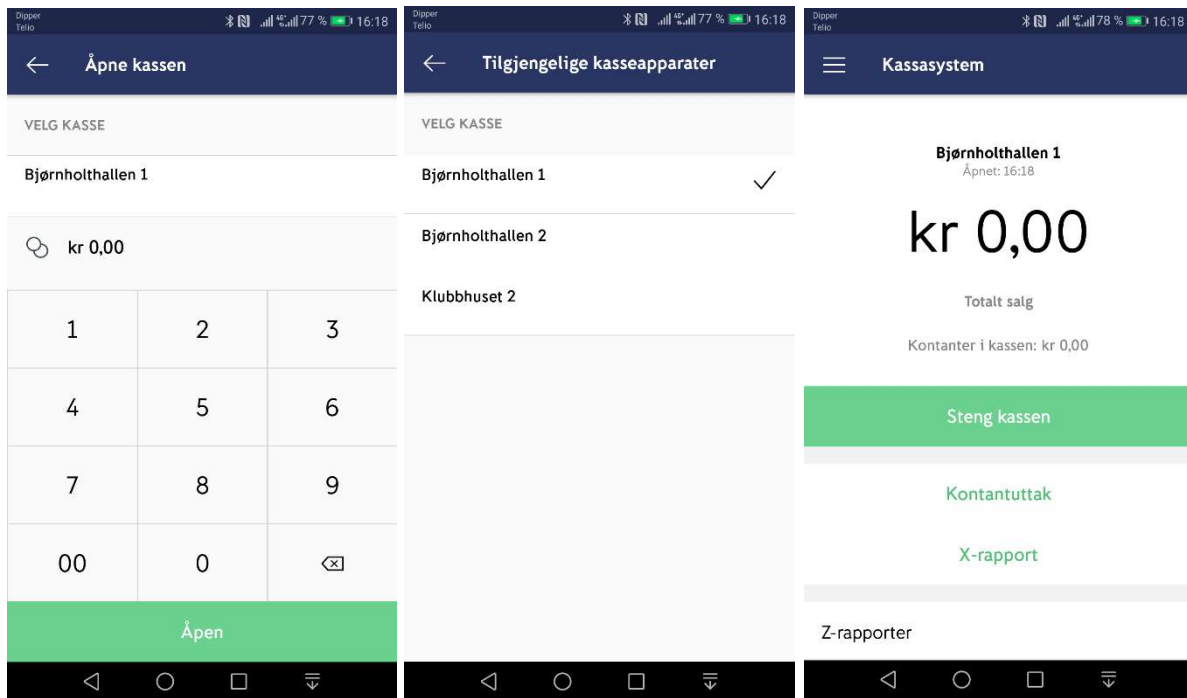 Dipper
Telio
77 % 16:18
Åpne kassen
VELG KASSE
Bjørnholthallen 1
kr 0,00
1 2 3
4 5 6
7 8 9
00 0
Åpen
Dipper
Telio
77 % 16:18
Tilgjengelige kasseapparater
VELG KASSE
Bjørnholthallen 1
Bjørnholthallen 2
Klubbhuset 2
Dipper
Telio
78 % 16:18
Kassasystem
Bjørnholthallen 1
Åpnet: 16:18
kr 0,00
Totalt salg
Kontanter i kassen: kr 0,00
Steng kassen
Kontantuttak
X-rapport
Z-rapporter